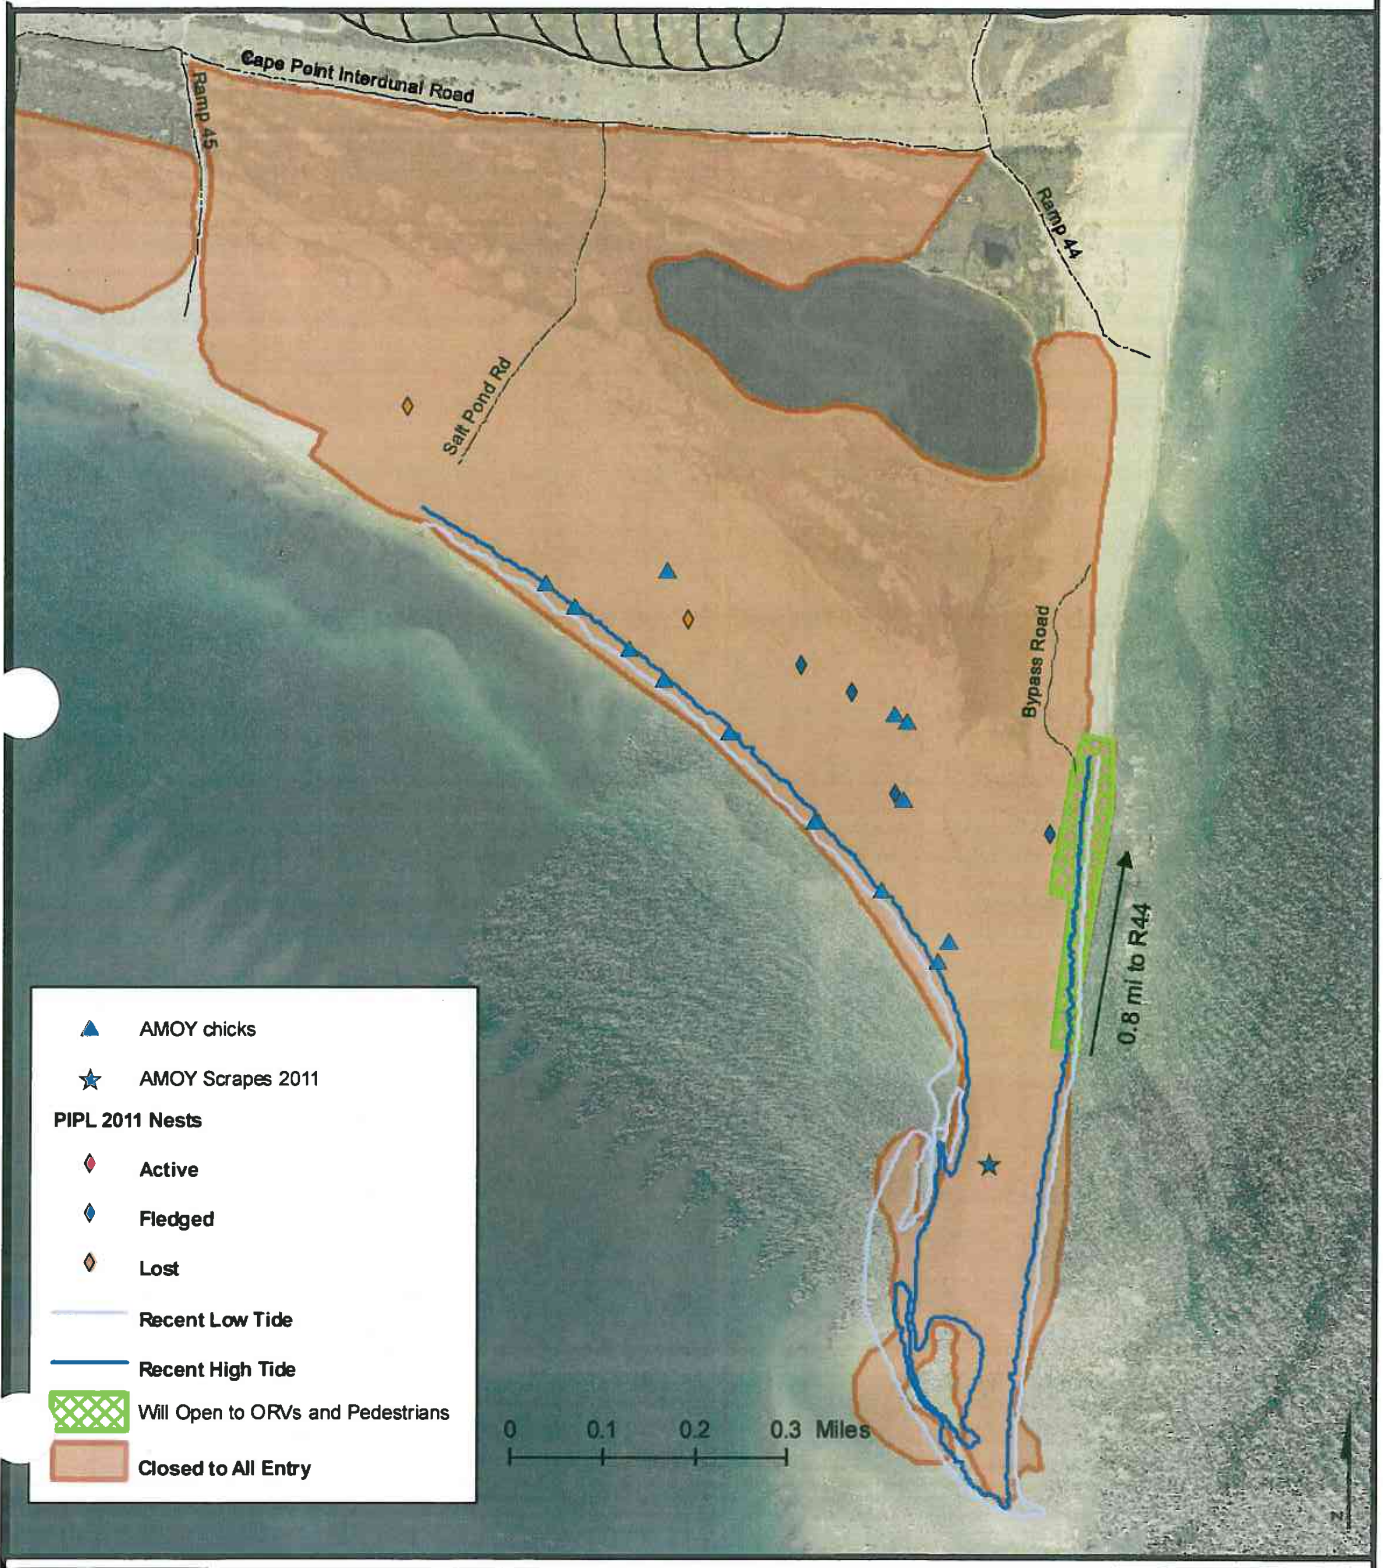 Cape Point Interdunal Road
Ramp 45
Ramp 44
Salt Pond Rd
Bypass Road
0.8 mi to R44
AMOY chicks
AMOY Scrapes 2011
PIPL 2011 Nests
Active
Fledged
Lost
Recent Low Tide
Recent High Tide
Will Open to ORVs and Pedestrians
Closed to All Entry
0 0.1 0.2 0.3 Miles
N